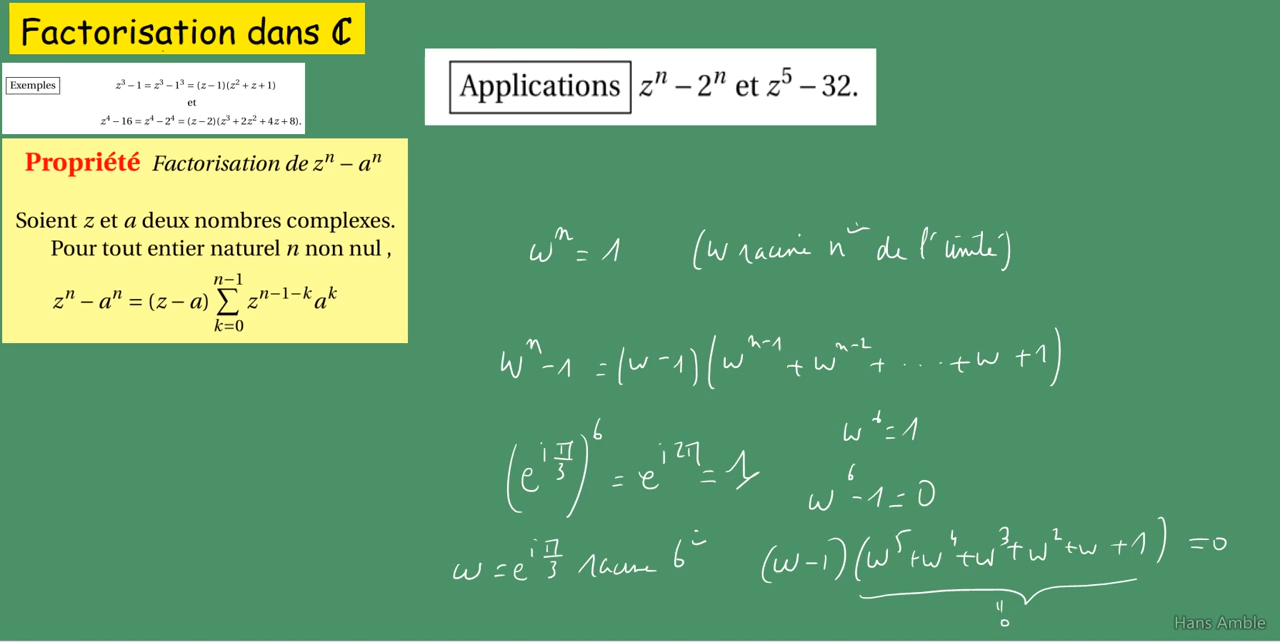 Factorisation dans ℂ
Exemples z³ − 1 = z³ − 1³ = (z − 1)(z² + z + 1)
et
z⁴ − 16 = z⁴ − 2⁴ = (z − 2)(z³ + 2z² + 4z + 8).
Propriété Factorisation de zⁿ − aⁿ
Soient z et a deux nombres complexes.
Pour tout entier naturel n non nul ,
zⁿ − aⁿ = (z − a) ∑_{k=0}^{n−1} z^{n−1−k} a^k
Applications zⁿ − 2ⁿ et z⁵ − 32.
wⁿ = 1 (w racine nᵉ de l'unité)
wⁿ − 1 = (w − 1)(w^{n−1} + w^{n−2} + .... + w + 1)
(e^{i π/3})⁶ = e^{i2π} = 1
w⁶ = 1
w⁶ − 1 = 0
w = e^{i π/3} racine 6ᵉ
(w − 1)(w⁵ + w⁴ + w³ + w² + w + 1) = 0
=
0
Hans Amble